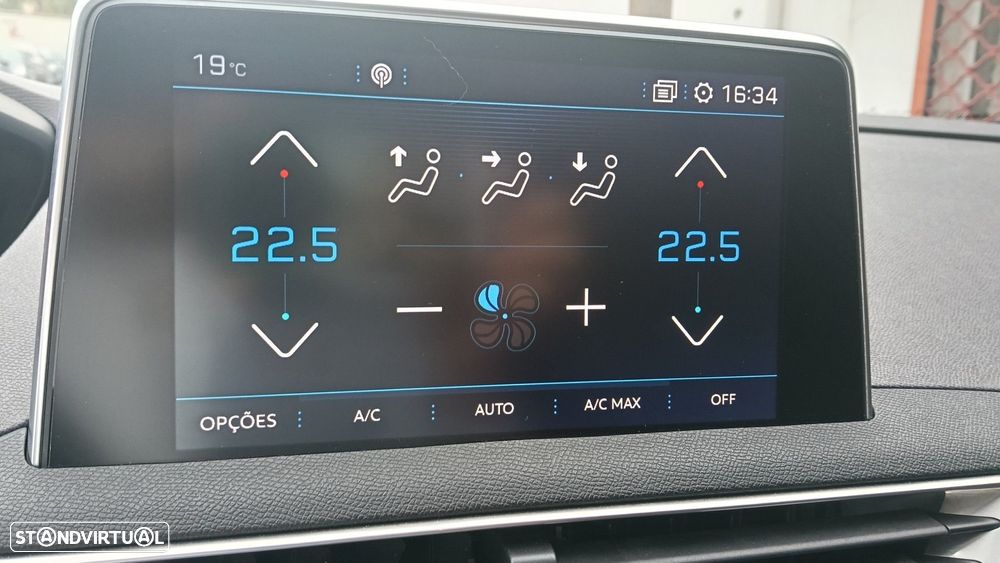 19°C
16:34
22.5
22.5
OPÇÕES
A/C
AUTO
A/C MAX
OFF
STANDVIRTUAL